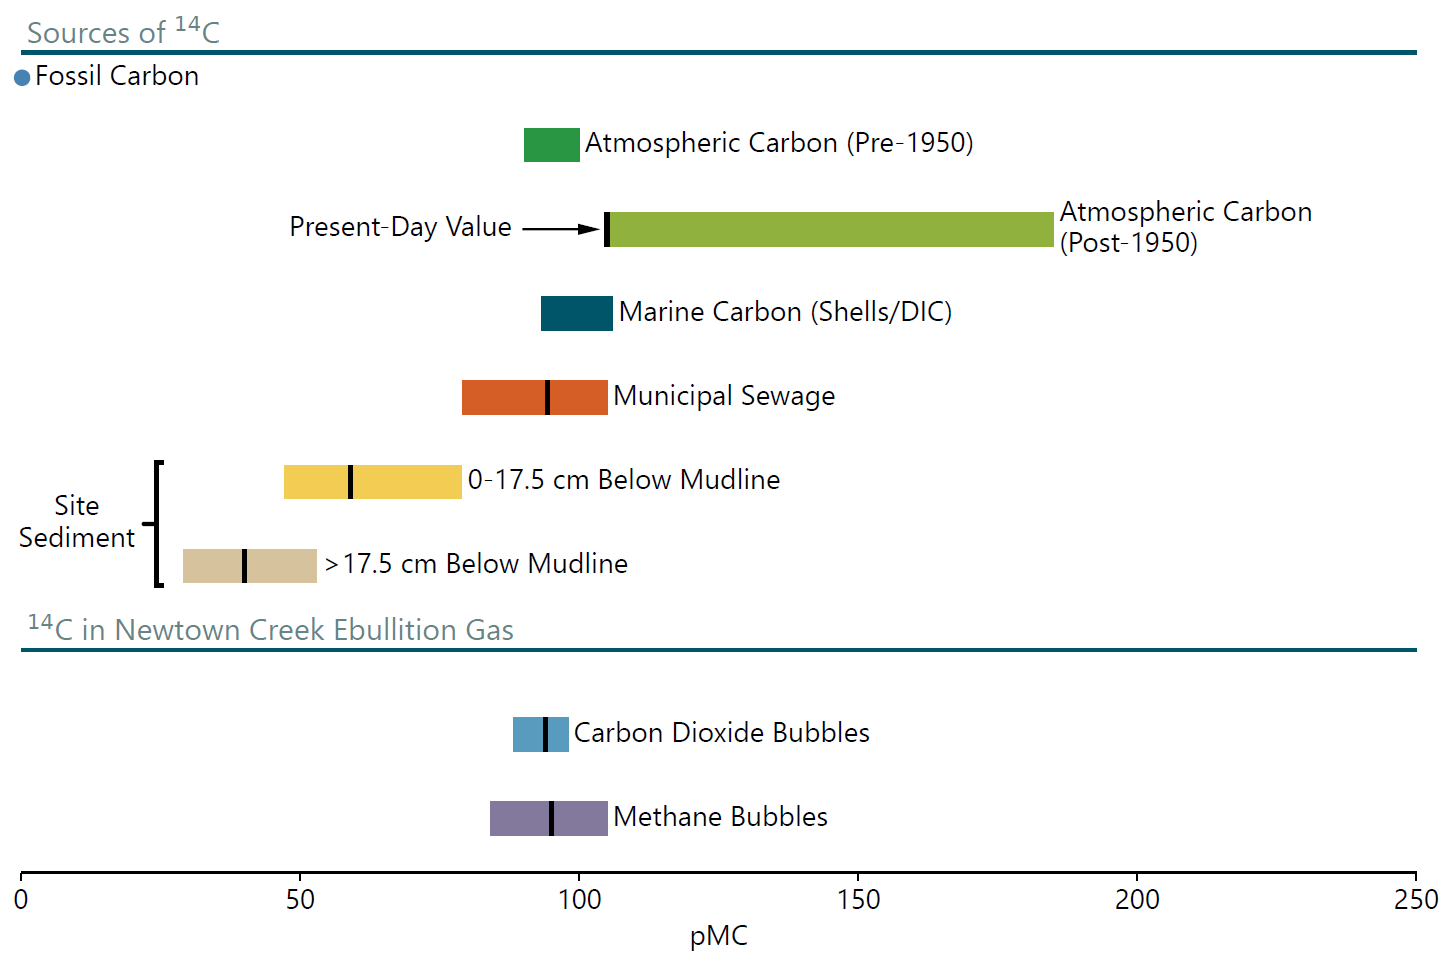 Sources of ¹⁴C
Fossil Carbon
Atmospheric Carbon (Pre-1950)
Present-Day Value
Atmospheric Carbon
(Post-1950)
Marine Carbon (Shells/DIC)
Municipal Sewage
Site
Sediment
0-17.5 cm Below Mudline
>17.5 cm Below Mudline
¹⁴C in Newtown Creek Ebullition Gas
Carbon Dioxide Bubbles
Methane Bubbles
0 50 100 150 200 250
pMC